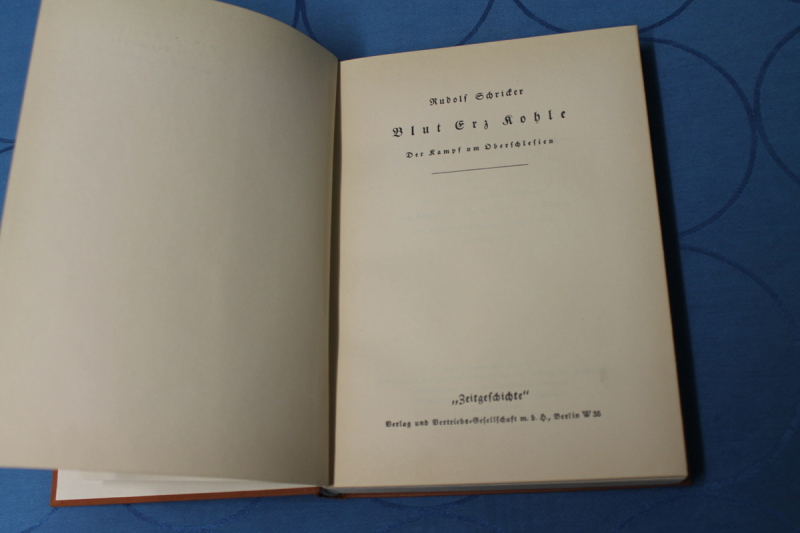 Rudolf Schricker
Blut Erz Kohle
Der Kampf um Oberschlesien
„Zeitgeschichte“
Verlag und Vertriebs-Gesellschaft m. b. H., Berlin W 35